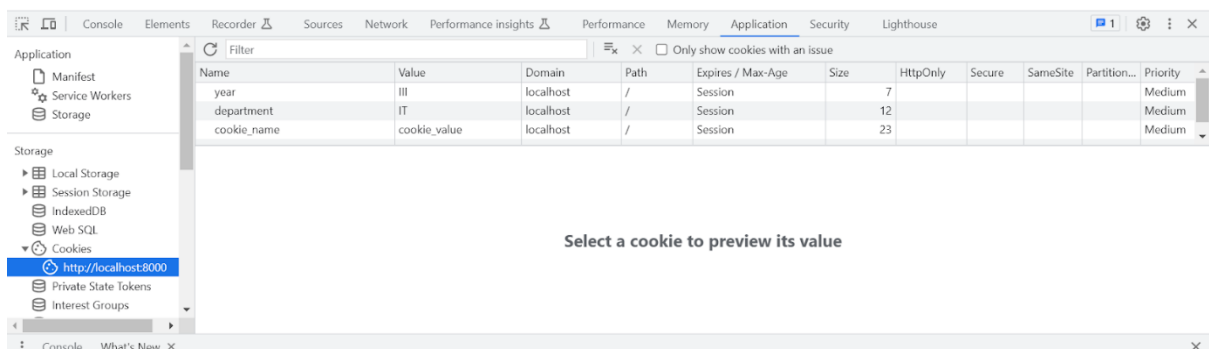 Console Elements Recorder Sources Network Performance insights Performance Memory Application Security Lighthouse 1
Application
Manifest
Service Workers
Storage
Storage
Local Storage
Session Storage
IndexedDB
Web SQL
Cookies
http://localhost:8000
Private State Tokens
Interest Groups
Filter Only show cookies with an issue
Name Value Domain Path Expires / Max-Age Size HttpOnly Secure SameSite Partition... Priority
year III localhost / Session 7 Medium
department IT localhost / Session 12 Medium
cookie_name cookie_value localhost / Session 23 Medium
Select a cookie to preview its value
Console What's New